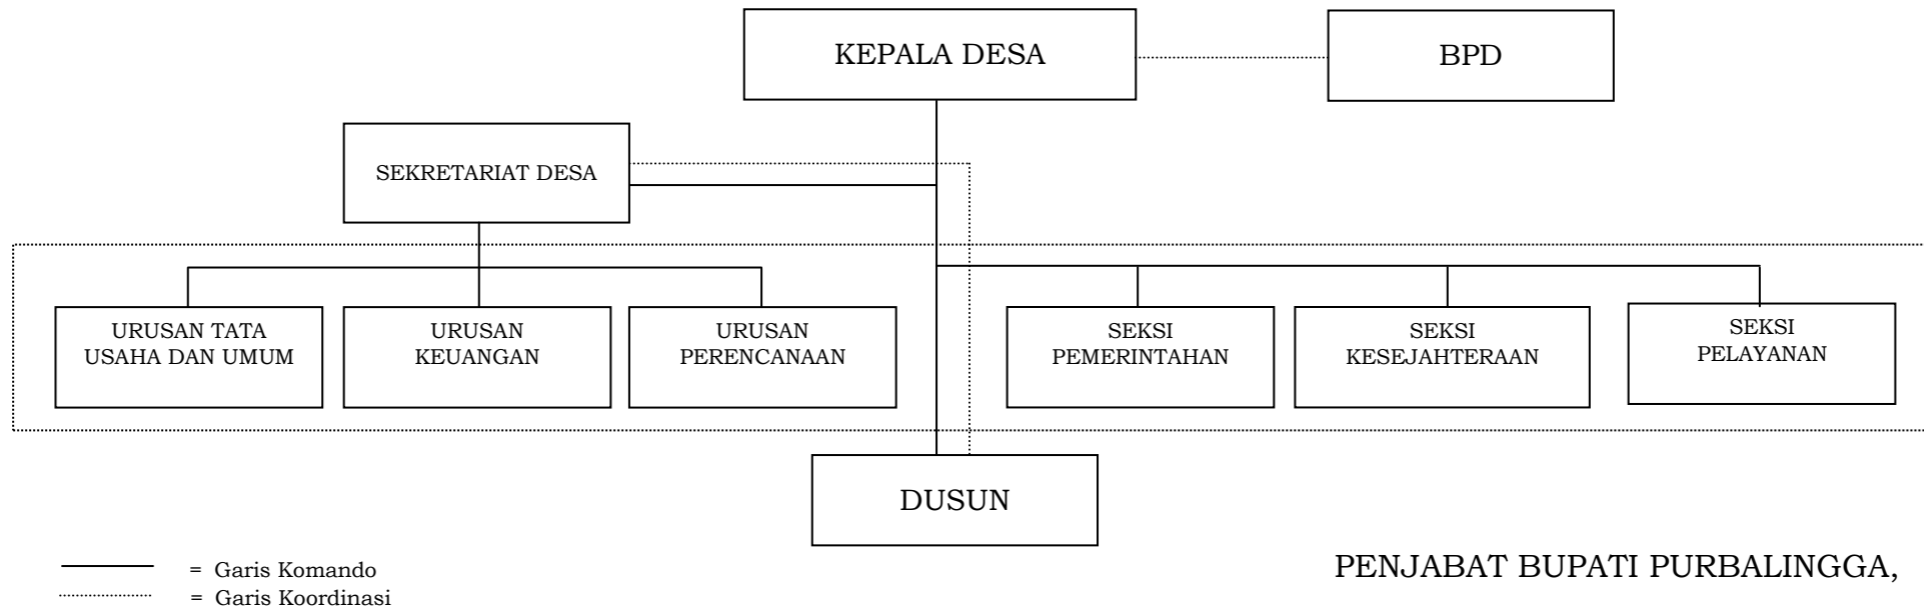 KEPALA DESA
BPD
SEKRETARIAT DESA
URUSAN TATA
USAHA DAN UMUM
URUSAN
KEUANGAN
URUSAN
PERENCANAAN
SEKSI
PEMERINTAHAN
SEKSI
KESEJAHTERAAN
SEKSI
PELAYANAN
DUSUN
= Garis Komando
= Garis Koordinasi
PENJABAT BUPATI PURBALINGGA,